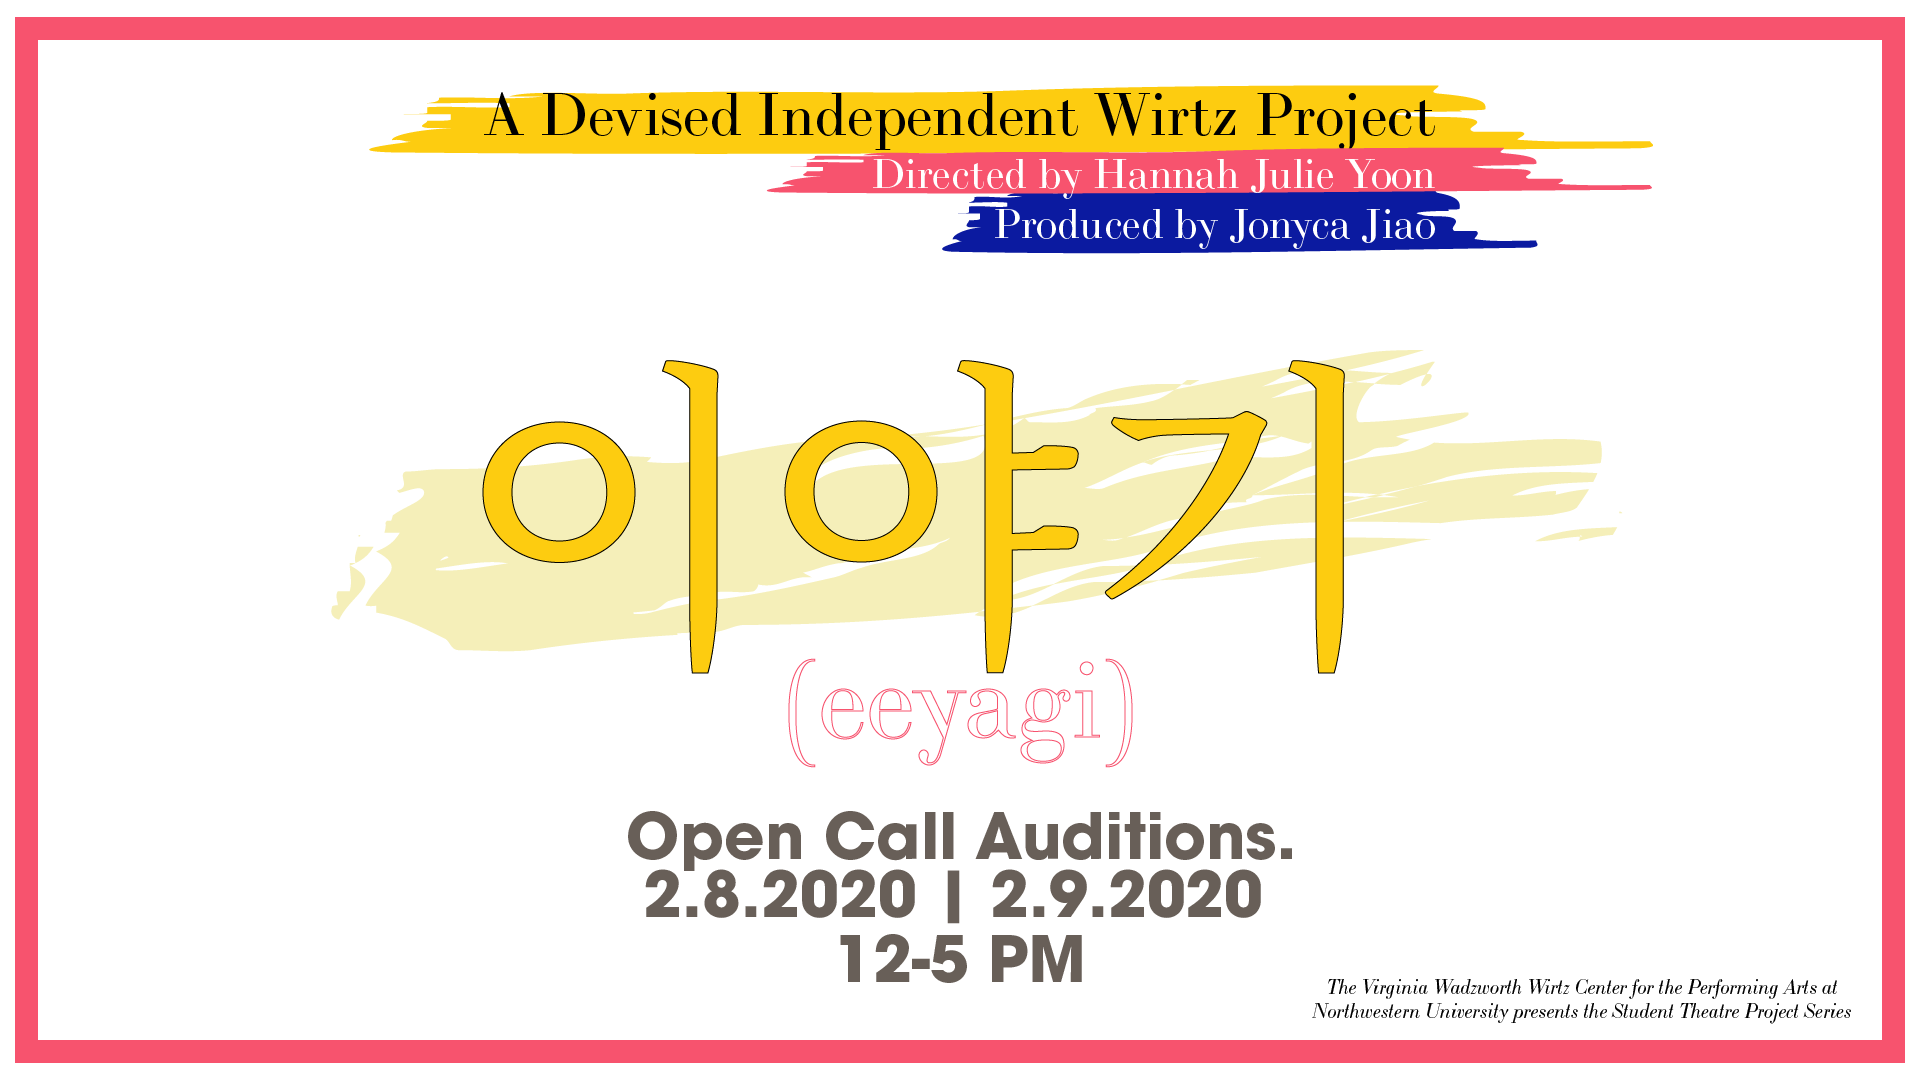 A Devised Independent Wirtz Project
Directed by Hannah Julie Yoon
Produced by Jonyca Jiao
이야기
(eeyagi)
Open Call Auditions.
2.8.2020 | 2.9.2020
12-5 PM
The Virginia Wadzworth Wirtz Center for the Performing Arts at
Northwestern University presents the Student Theatre Project Series